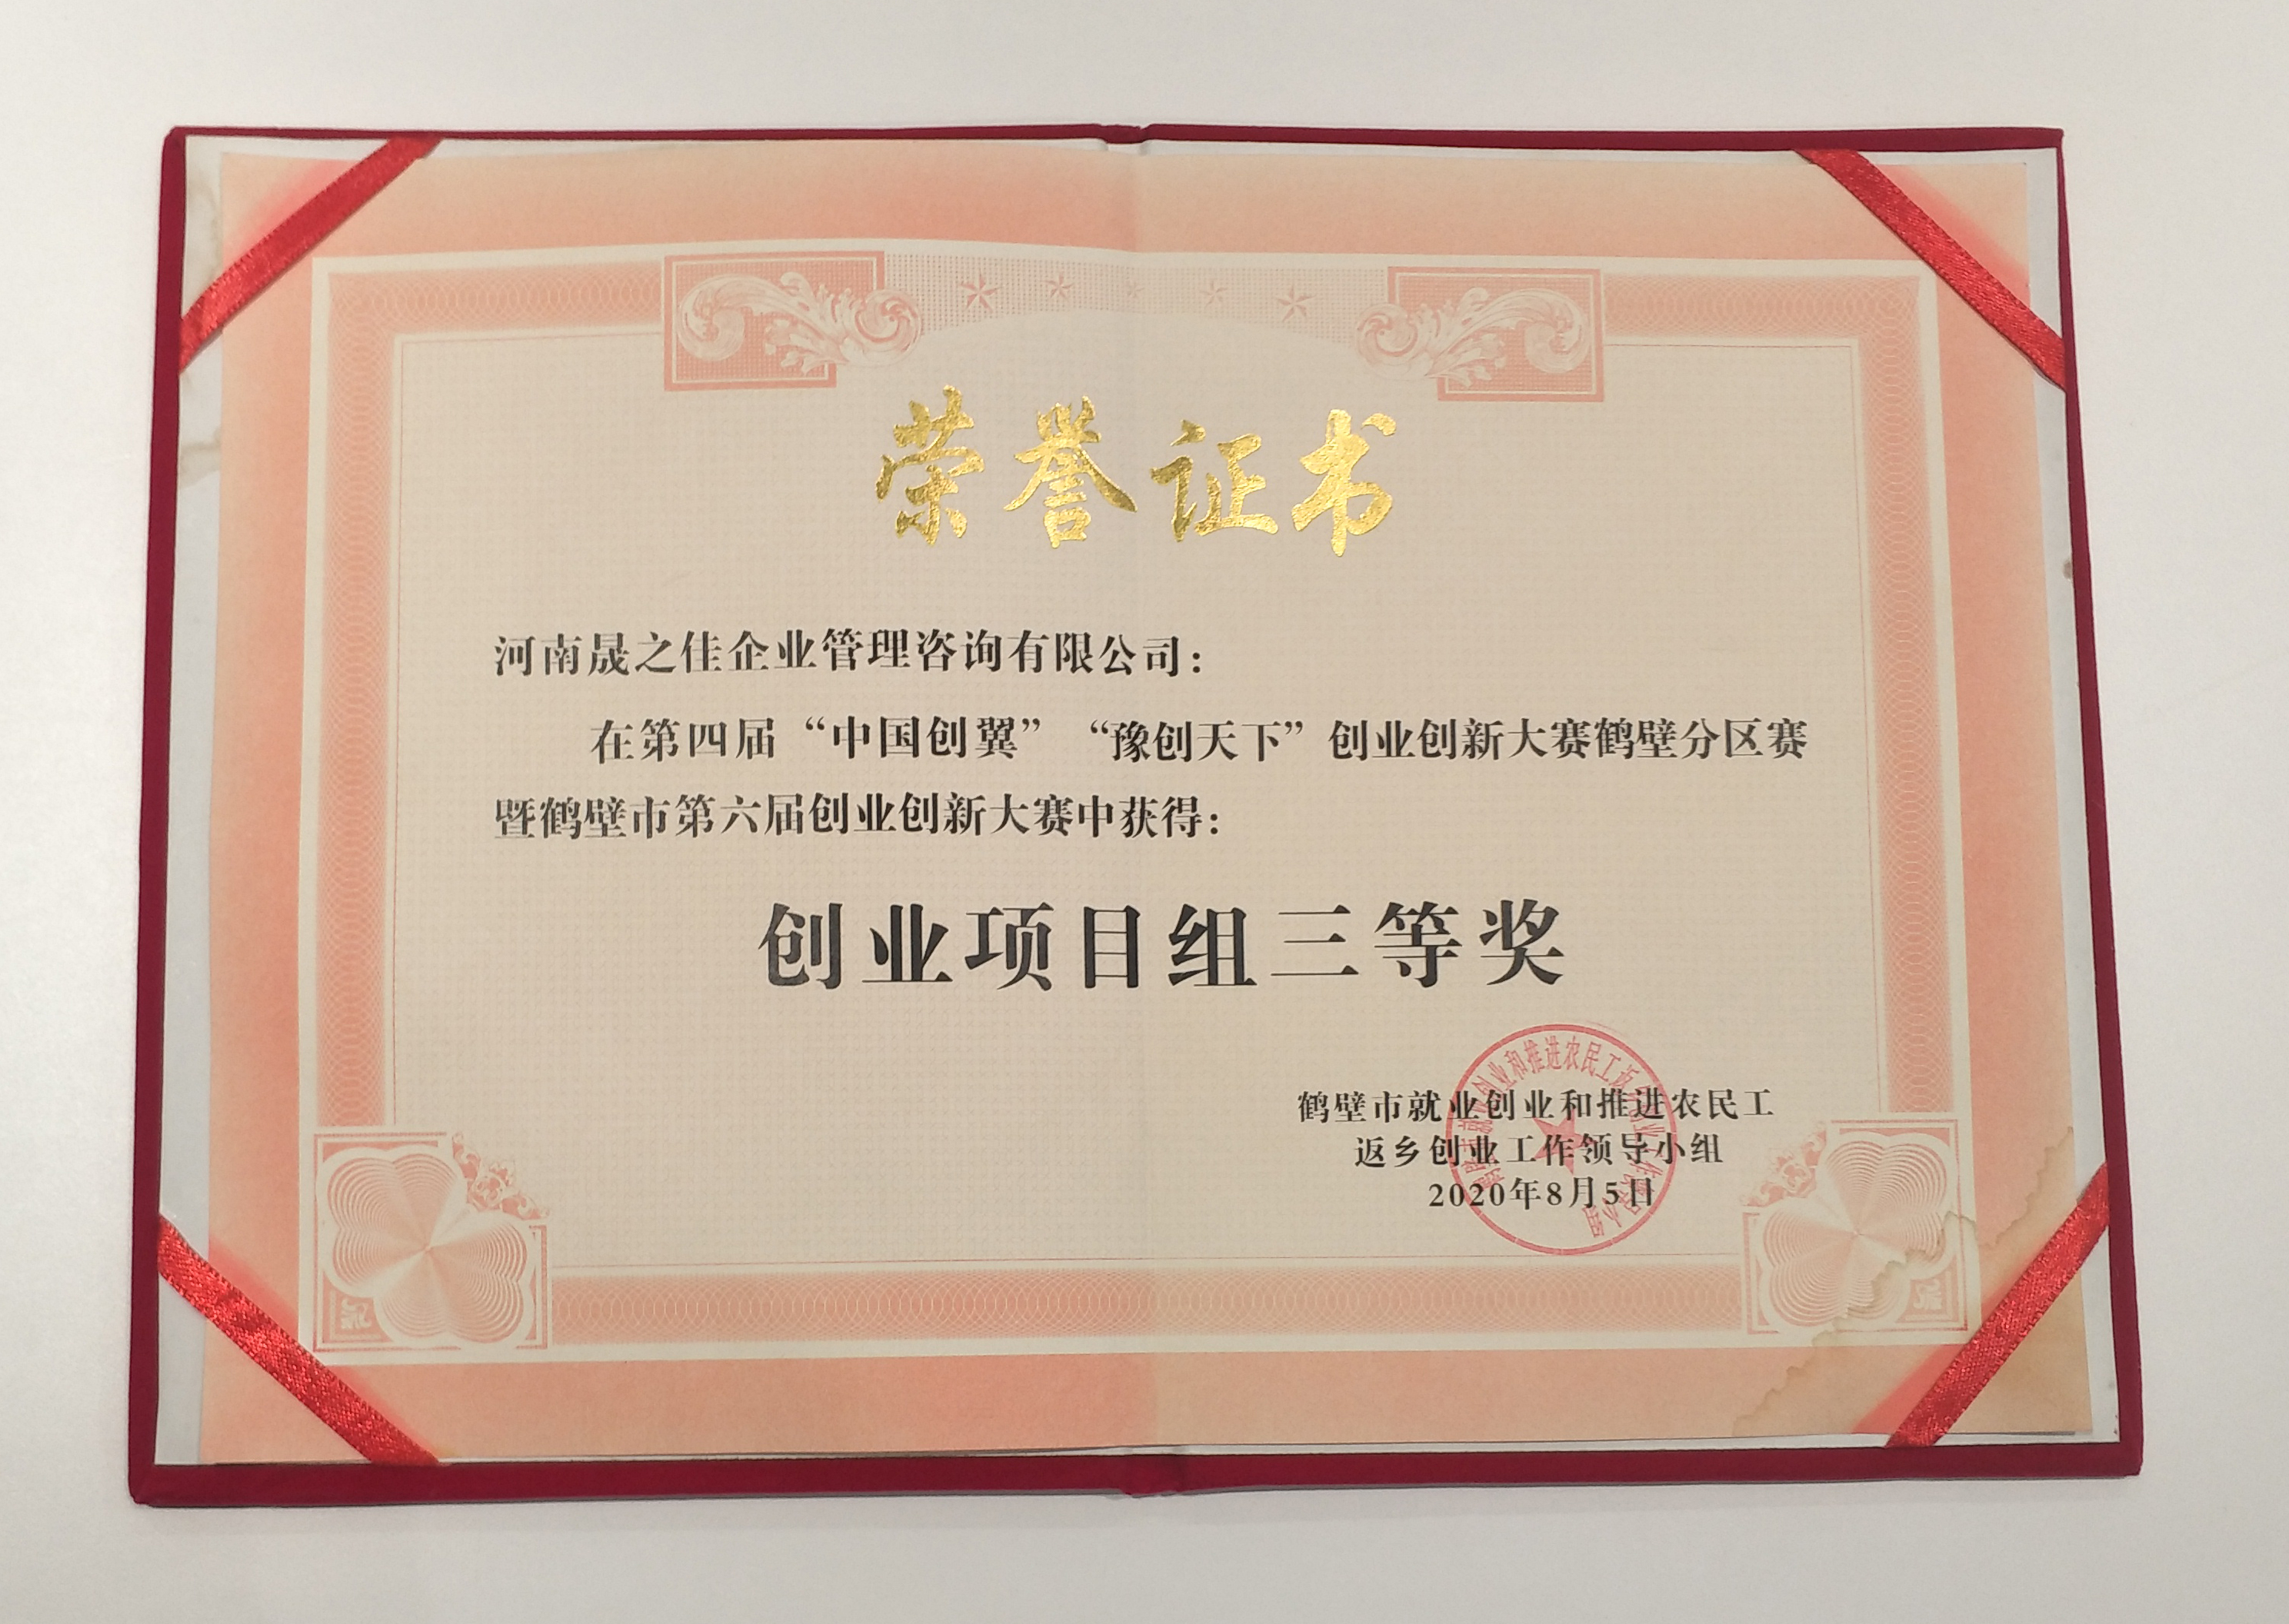 荣誉证书
河南晟之佳企业管理咨询有限公司：
在第四届“中国创翼”“豫创天下”创业创新大赛鹤壁分区赛
暨鹤壁市第六届创业创新大赛中获得：
创业项目组三等奖
鹤壁市就业创业和推进农民工
返乡创业工作领导小组
2020年8月5日